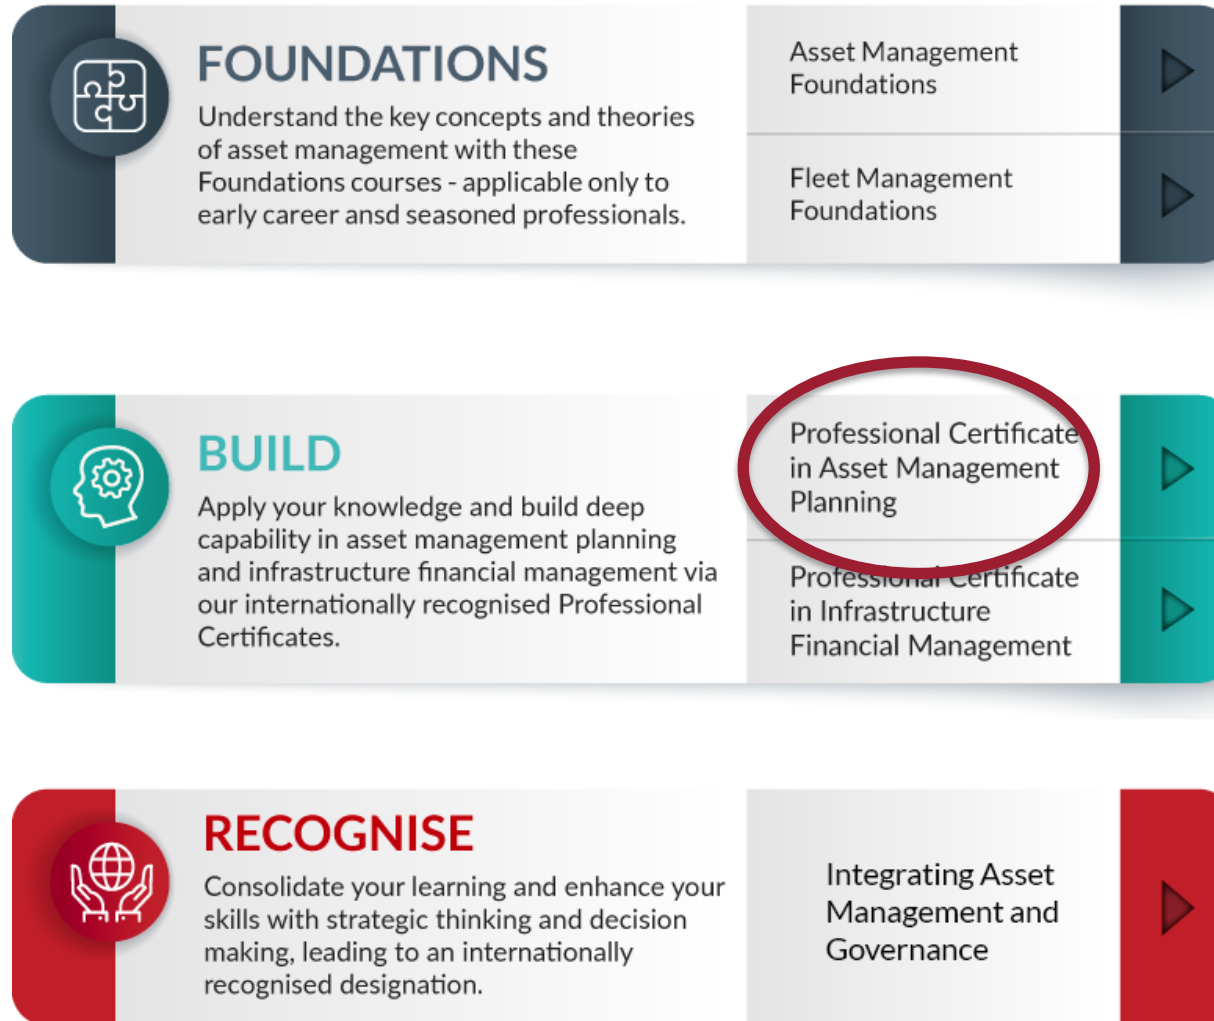 FOUNDATIONS
Understand the key concepts and theories
of asset management with these
Foundations courses - applicable only to
early career ansd seasoned professionals.
Asset Management
Foundations
Fleet Management
Foundations
BUILD
Apply your knowledge and build deep
capability in asset management planning
and infrastructure financial management via
our internationally recognised Professional
Certificates.
Professional Certificate
in Asset Management
Planning
Professional Certificate
in Infrastructure
Financial Management
RECOGNISE
Consolidate your learning and enhance your
skills with strategic thinking and decision
making, leading to an internationally
recognised designation.
Integrating Asset
Management and
Governance